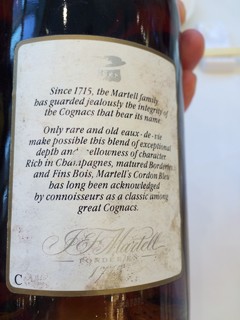 Since 1715, the Martell family
has guarded jealously the integrity of
the Cognacs that bear its name
Only rare and old eaux-de-vie
make possible this blend of exceptional
depth and mellowness of character
Rich in Champagnes, matured Borderies
and Fins Bois, Martell's Cordon Bleu
has long been acknowledged
by connoisseurs as a classic among
great Cognacs.
J&F Martell
C